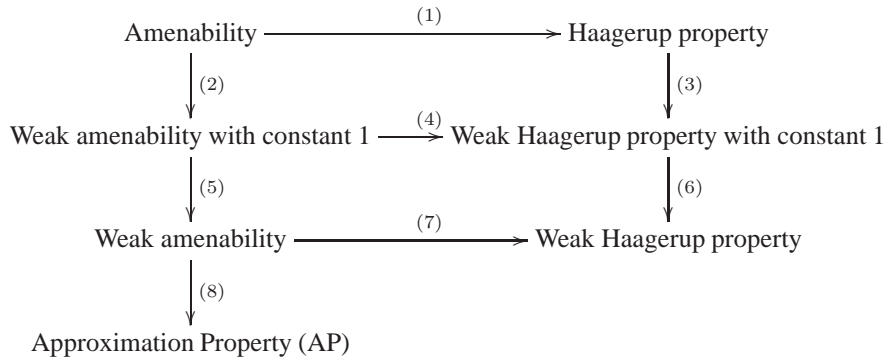 (1)
Amenability Haagerup property
(2) (3)
(4)
Weak amenability with constant 1 Weak Haagerup property with constant 1
(5) (6)
(7)
Weak amenability Weak Haagerup property
(8)
Approximation Property (AP)